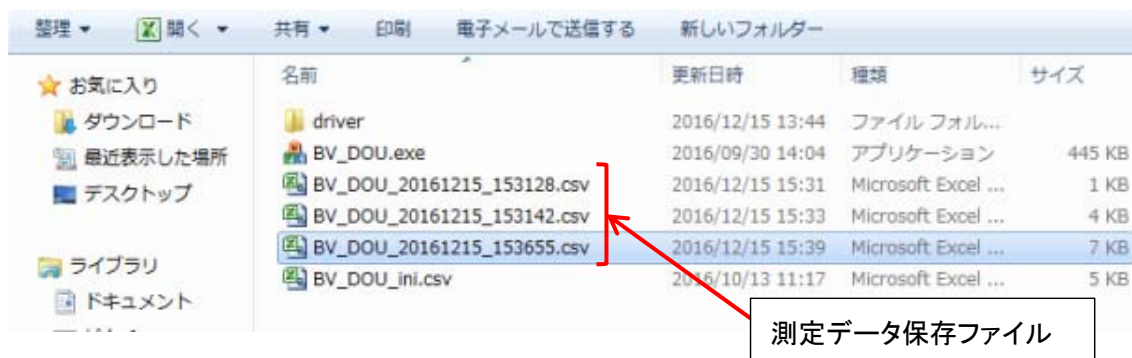 整理 開く 共有 印刷 電子メールで送信する 新しいフォルダー
お気に入り
ダウンロード
最近表示した場所
デスクトップ
ライブラリ
ドキュメント
名前 更新日時 種類 サイズ
driver 2016/12/15 13:44 ファイル フォル...
BV_DOU.exe 2016/09/30 14:04 アプリケーション 445 KB
BV_DOU_20161215_153128.csv 2016/12/15 15:31 Microsoft Excel ... 1 KB
BV_DOU_20161215_153142.csv 2016/12/15 15:33 Microsoft Excel ... 4 KB
BV_DOU_20161215_153655.csv 2016/12/15 15:39 Microsoft Excel ... 7 KB
BV_DOU_ini.csv 2016/10/13 11:17 Microsoft Excel ... 5 KB
測定データ保存ファイル